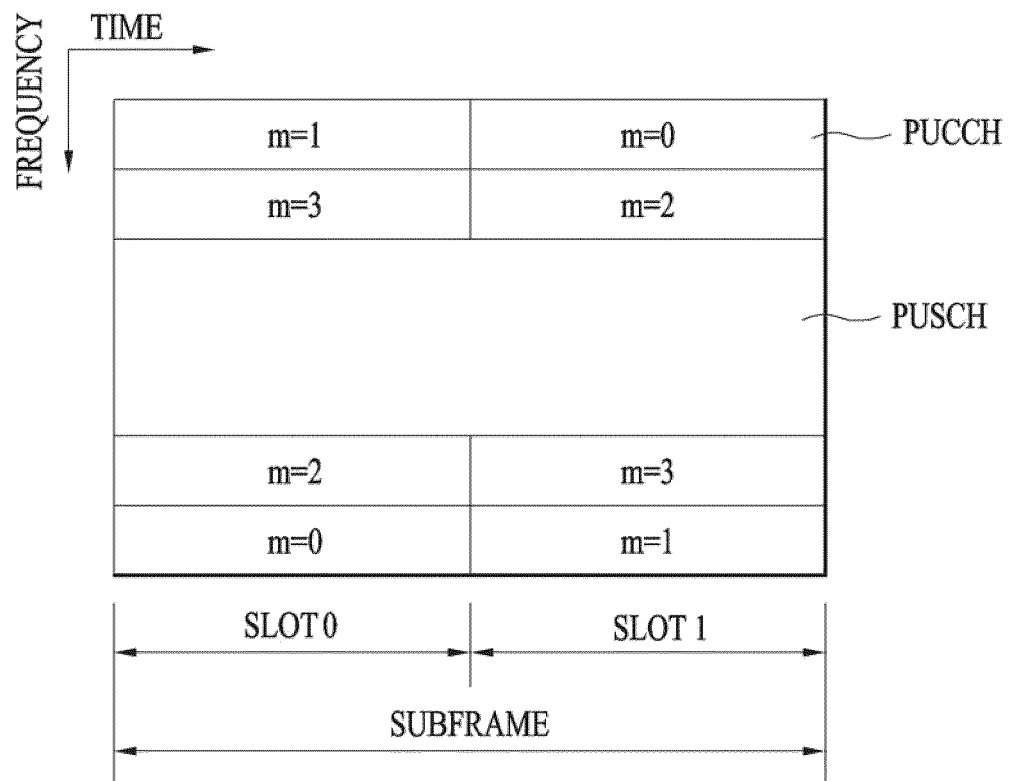 TIME
FREQUENCY
m=1 m=0 PUCCH
m=3 m=2
PUSCH
m=2 m=3
m=0 m=1
SLOT 0 SLOT 1
SUBFRAME